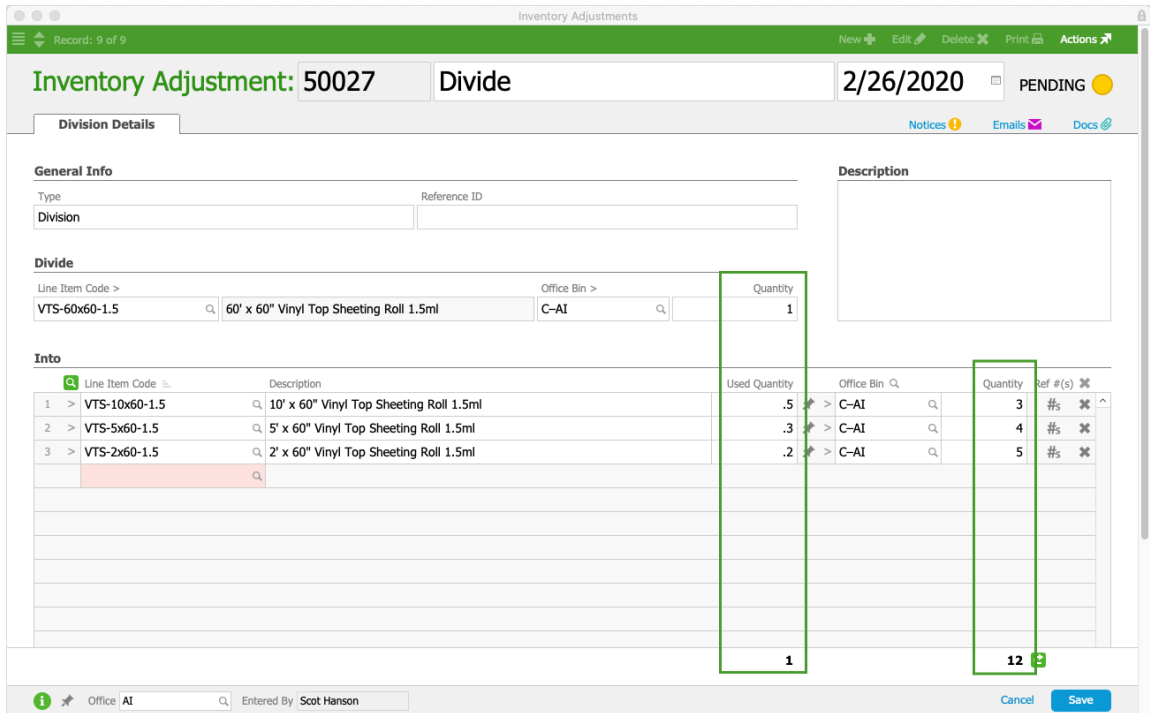 Inventory Adjustments
Record: 9 of 9 New Edit Delete Print Actions
Inventory Adjustment: 50027 Divide 2/26/2020 PENDING
Division Details Notices Emails Docs
General Info Description
Type Reference ID
Division
Divide
Line Item Code > Office Bin > Quantity
VTS-60x60-1.5 60' x 60" Vinyl Top Sheeting Roll 1.5ml C–AI 1
Into
Line Item Code Description Used Quantity Office Bin Quantity Ref #(s)
1 > VTS-10x60-1.5 10' x 60" Vinyl Top Sheeting Roll 1.5ml .5 > C–AI 3 #s
2 > VTS-5x60-1.5 5' x 60" Vinyl Top Sheeting Roll 1.5ml .3 > C–AI 4 #s
3 > VTS-2x60-1.5 2' x 60" Vinyl Top Sheeting Roll 1.5ml .2 > C–AI 5 #s
1 12
Office AI Entered By Scot Hanson Cancel Save